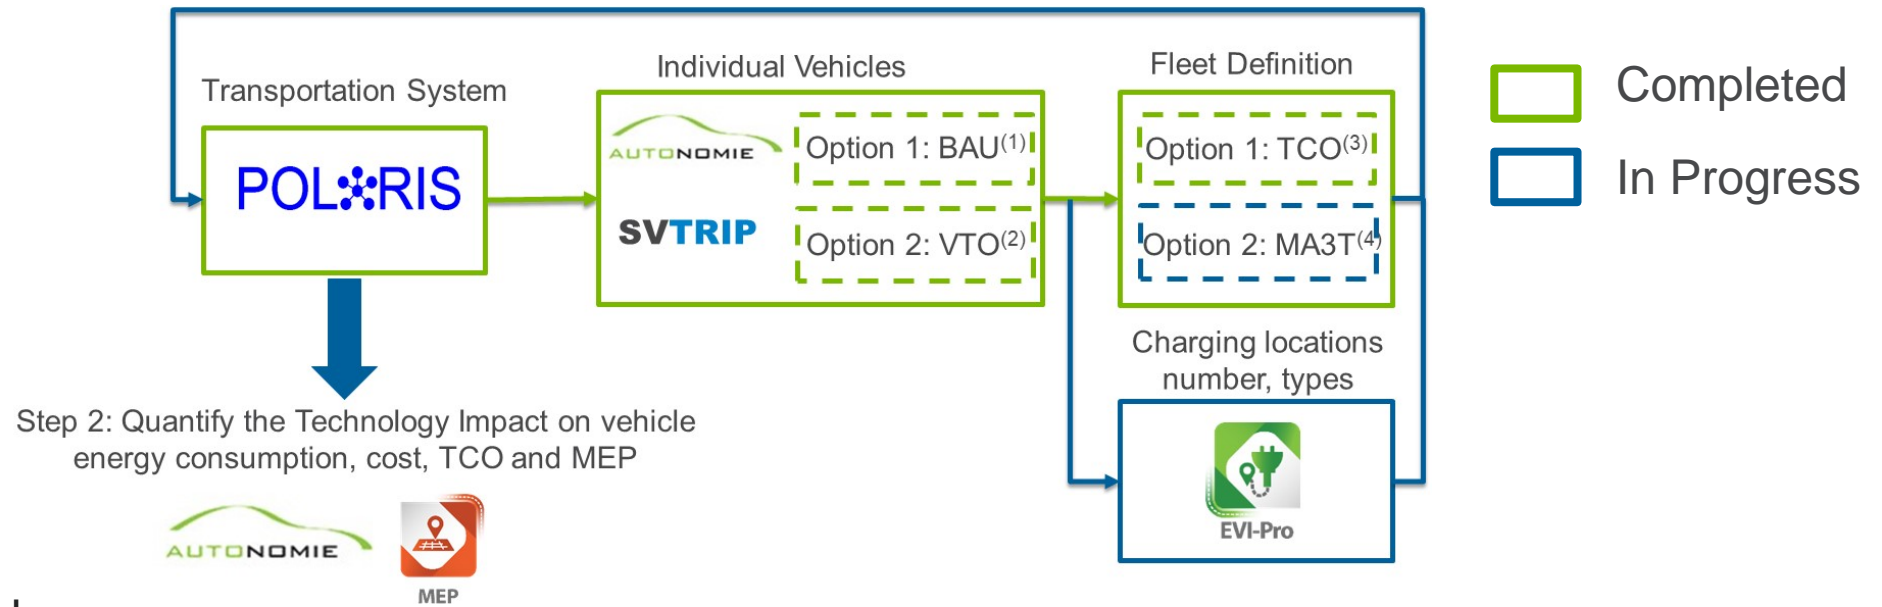 Transportation System
POLARIS
Individual Vehicles
AUTONOMIE
SVTRIP
Option 1: BAU(1)
Option 2: VTO(2)
Fleet Definition
Option 1: TCO(3)
Option 2: MA3T(4)
Completed
In Progress
Charging locations
number, types
EVI-Pro
Step 2: Quantify the Technology Impact on vehicle
energy consumption, cost, TCO and MEP
AUTONOMIE
MEP